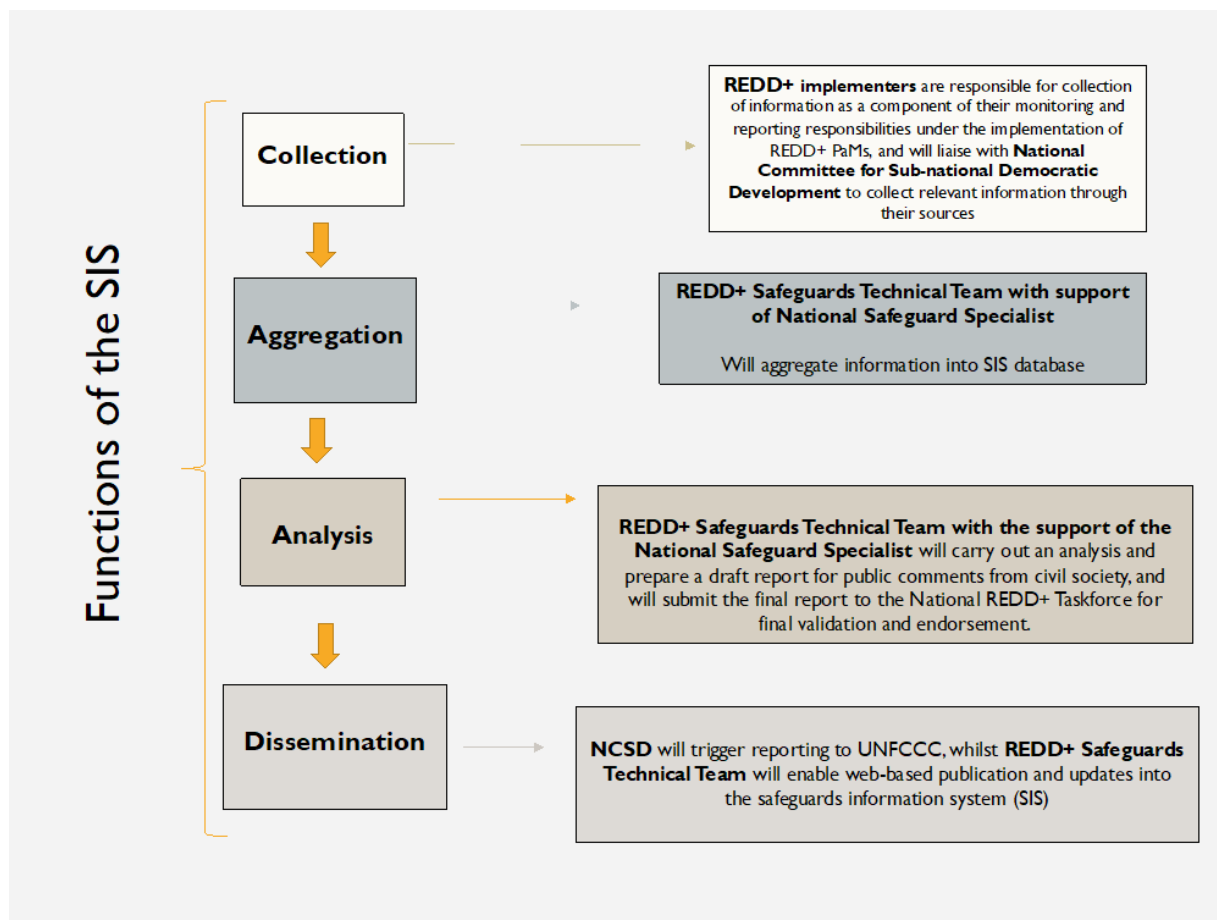 Functions of the SIS
Collection
REDD+ implementers are responsible for collection
of information as a component of their monitoring and
reporting responsibilities under the implementation of
REDD+ PaMs, and will liaise with National
Committee for Sub-national Democratic
Development to collect relevant information through
their sources
Aggregation
REDD+ Safeguards Technical Team with support
of National Safeguard Specialist
Will aggregate information into SIS database
Analysis
REDD+ Safeguards Technical Team with the support of the
National Safeguard Specialist will carry out an analysis and
prepare a draft report for public comments from civil society, and
will submit the final report to the National REDD+ Taskforce for
final validation and endorsement.
Dissemination
NCSD will trigger reporting to UNFCCC, whilst REDD+ Safeguards
Technical Team will enable web-based publication and updates into
the safeguards information system (SIS)